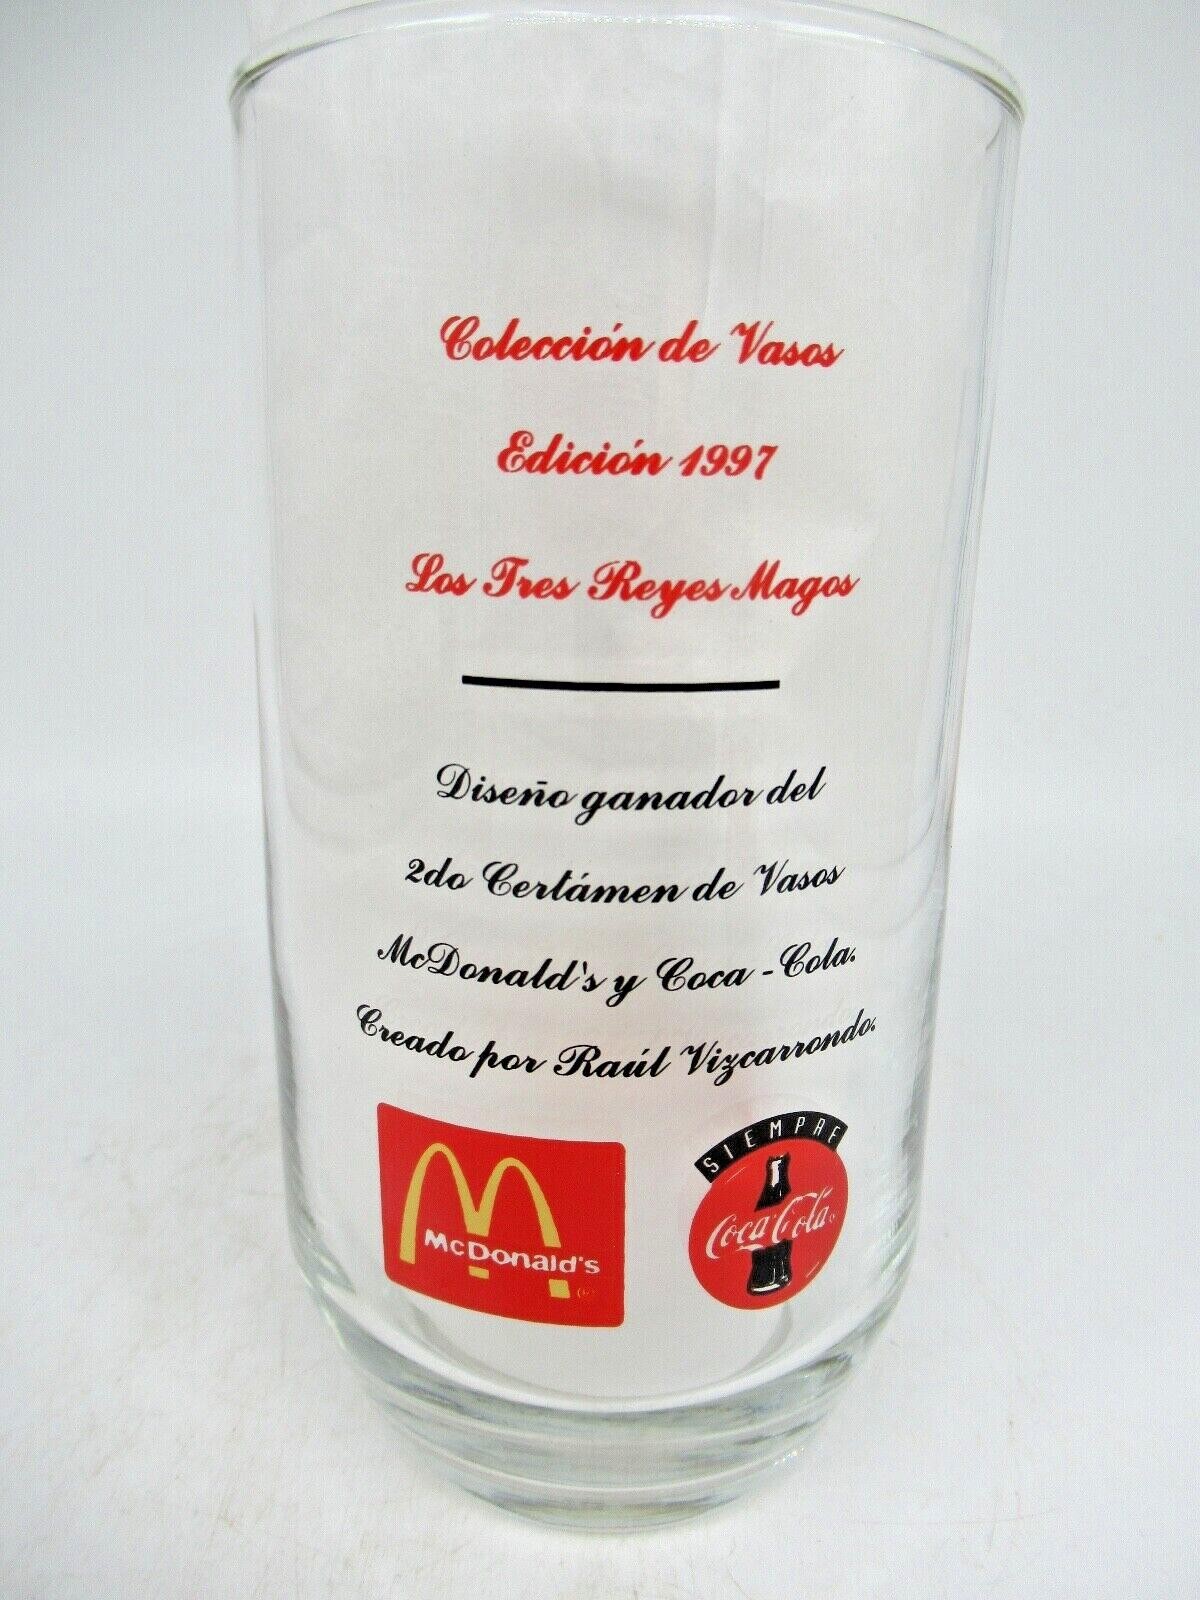 Colección de Vasos
Edición 1997
Los Tres Reyes Magos
Diseño ganador del
2do Certámen de Vasos
McDonald's y Coca-Cola.
Creado por Raúl Vizcarrondo.
McDonald's
SIEMPRE
Coca-Cola